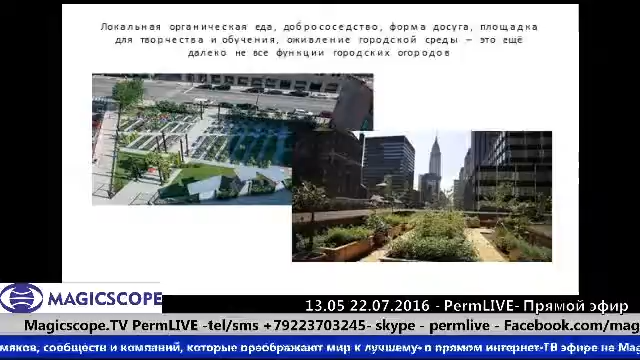 Локальная органическая еда, добрососедство, форма досуга, площадка
для творчества и обучения, оживление городской среды – это ещё
далеко не все функции городских огородов
MAGICSCOPE
13.05 22.07.2016 - PermLIVE- Прямой эфир
Magicscope.TV PermLIVE -tel/sms +79223703245- skype - permlive - Facebook.com/mag
мяков, сообществ и компаний, которые преображают мир к лучшему- в прямом интернет-ТВ эфире на Ma